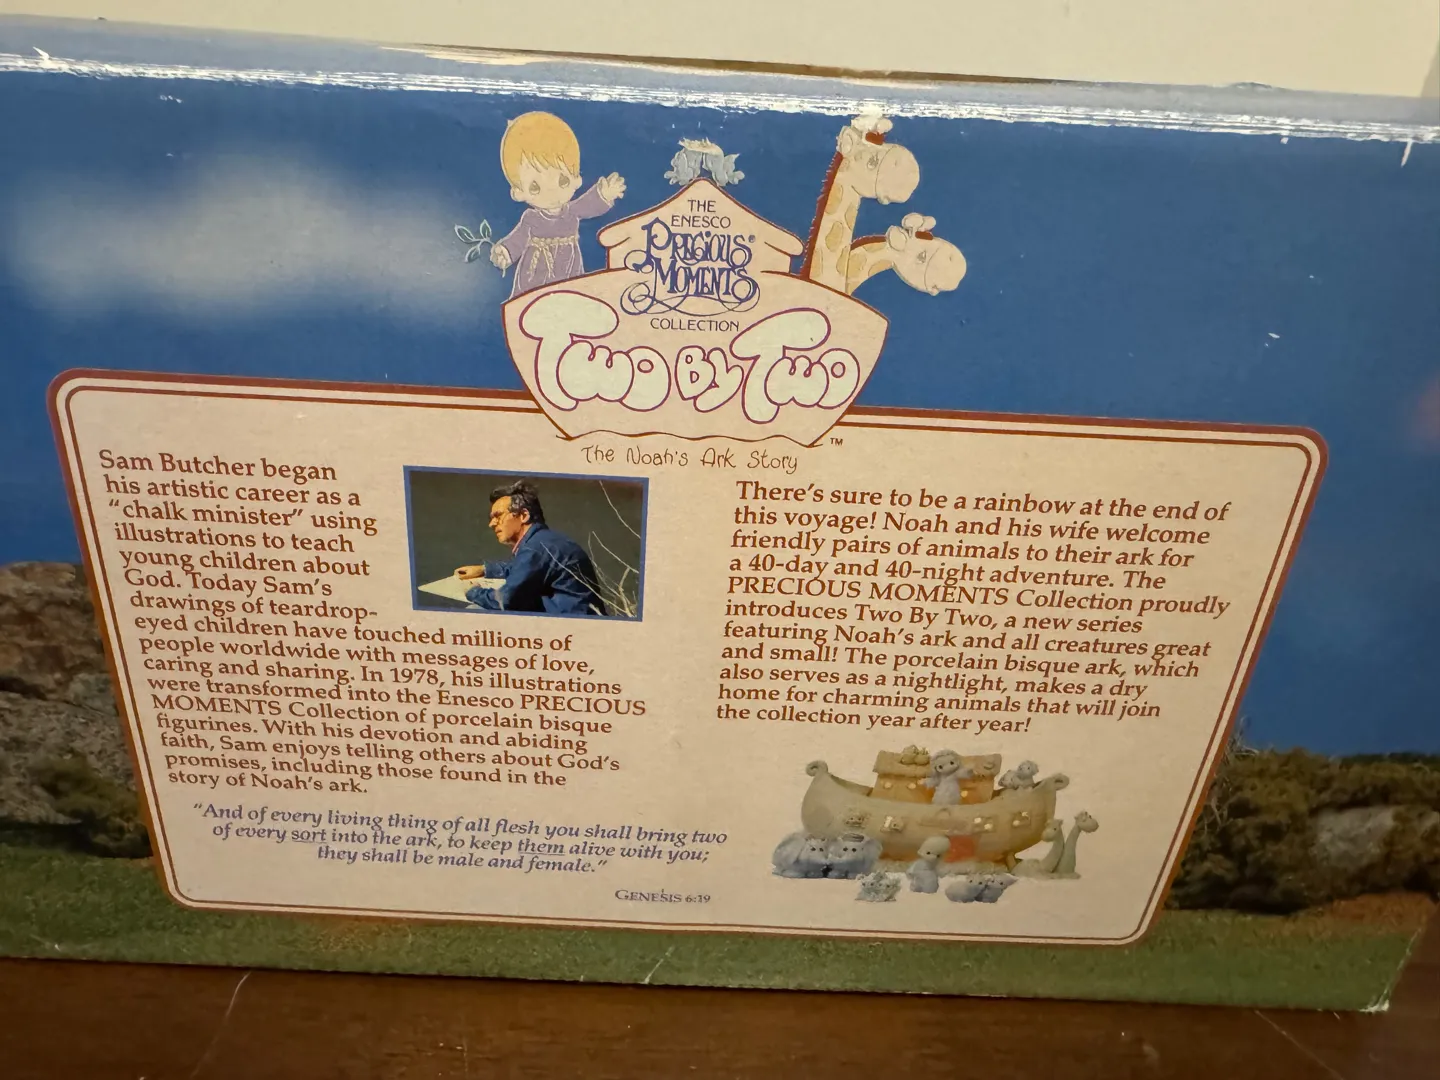 THE
ENESCO
PRECIOUS®
MOMENTS
COLLECTION
TWO BY TWO
™
The Noah's Ark Story
Sam Butcher began
his artistic career as a
"chalk minister" using
illustrations to teach
young children about
God. Today Sam's
drawings of teardrop-
eyed children have touched millions of
people worldwide with messages of love,
caring and sharing. In 1978, his illustrations
were transformed into the Enesco PRECIOUS
MOMENTS Collection of porcelain bisque
figurines. With his devotion and abiding
faith, Sam enjoys telling others about God's
promises, including those found in the
story of Noah's ark.
"And of every living thing of all flesh you shall bring two
of every sort into the ark, to keep them alive with you;
they shall be male and female."
GENESIS 6:19
There's sure to be a rainbow at the end of
this voyage! Noah and his wife welcome
friendly pairs of animals to their ark for
a 40-day and 40-night adventure. The
PRECIOUS MOMENTS Collection proudly
introduces Two By Two, a new series
featuring Noah's ark and all creatures great
and small! The porcelain bisque ark, which
also serves as a nightlight, makes a dry
home for charming animals that will join
the collection year after year!